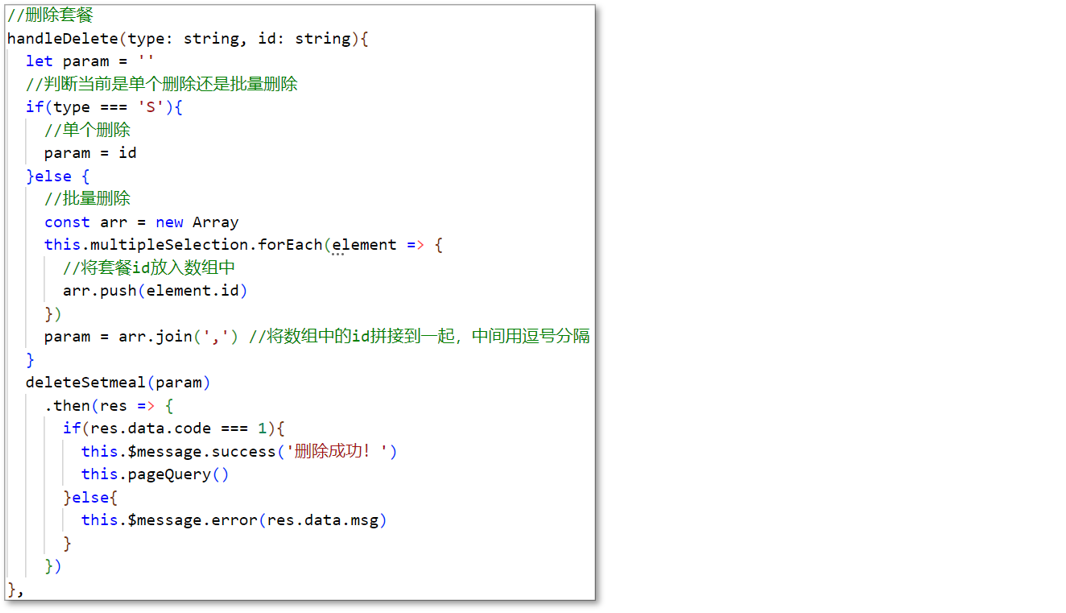 //删除套餐
handleDelete(type: string, id: string){
  let param = ''
  //判断当前是单个删除还是批量删除
  if(type === 'S'){
    //单个删除
    param = id
  }else {
    //批量删除
    const arr = new Array
    this.multipleSelection.forEach(element => {
      //将套餐id放入数组中
      arr.push(element.id)
    })
    param = arr.join(',') //将数组中的id拼接到一起，中间用逗号分隔
  }
  deleteSetmeal(param)
    .then(res => {
      if(res.data.code === 1){
        this.$message.success('删除成功！')
        this.pageQuery()
      }else{
        this.$message.error(res.data.msg)
      }
    })
},